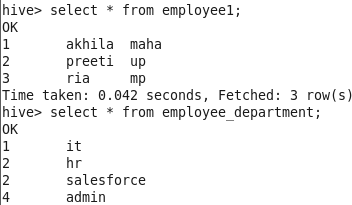 hive> select * from employee1;
OK
1 akhila maha
2 preeti up
3 ria mp
Time taken: 0.042 seconds, Fetched: 3 row(s)
hive> select * from employee_department;
OK
1 it
2 hr
2 salesforce
4 admin